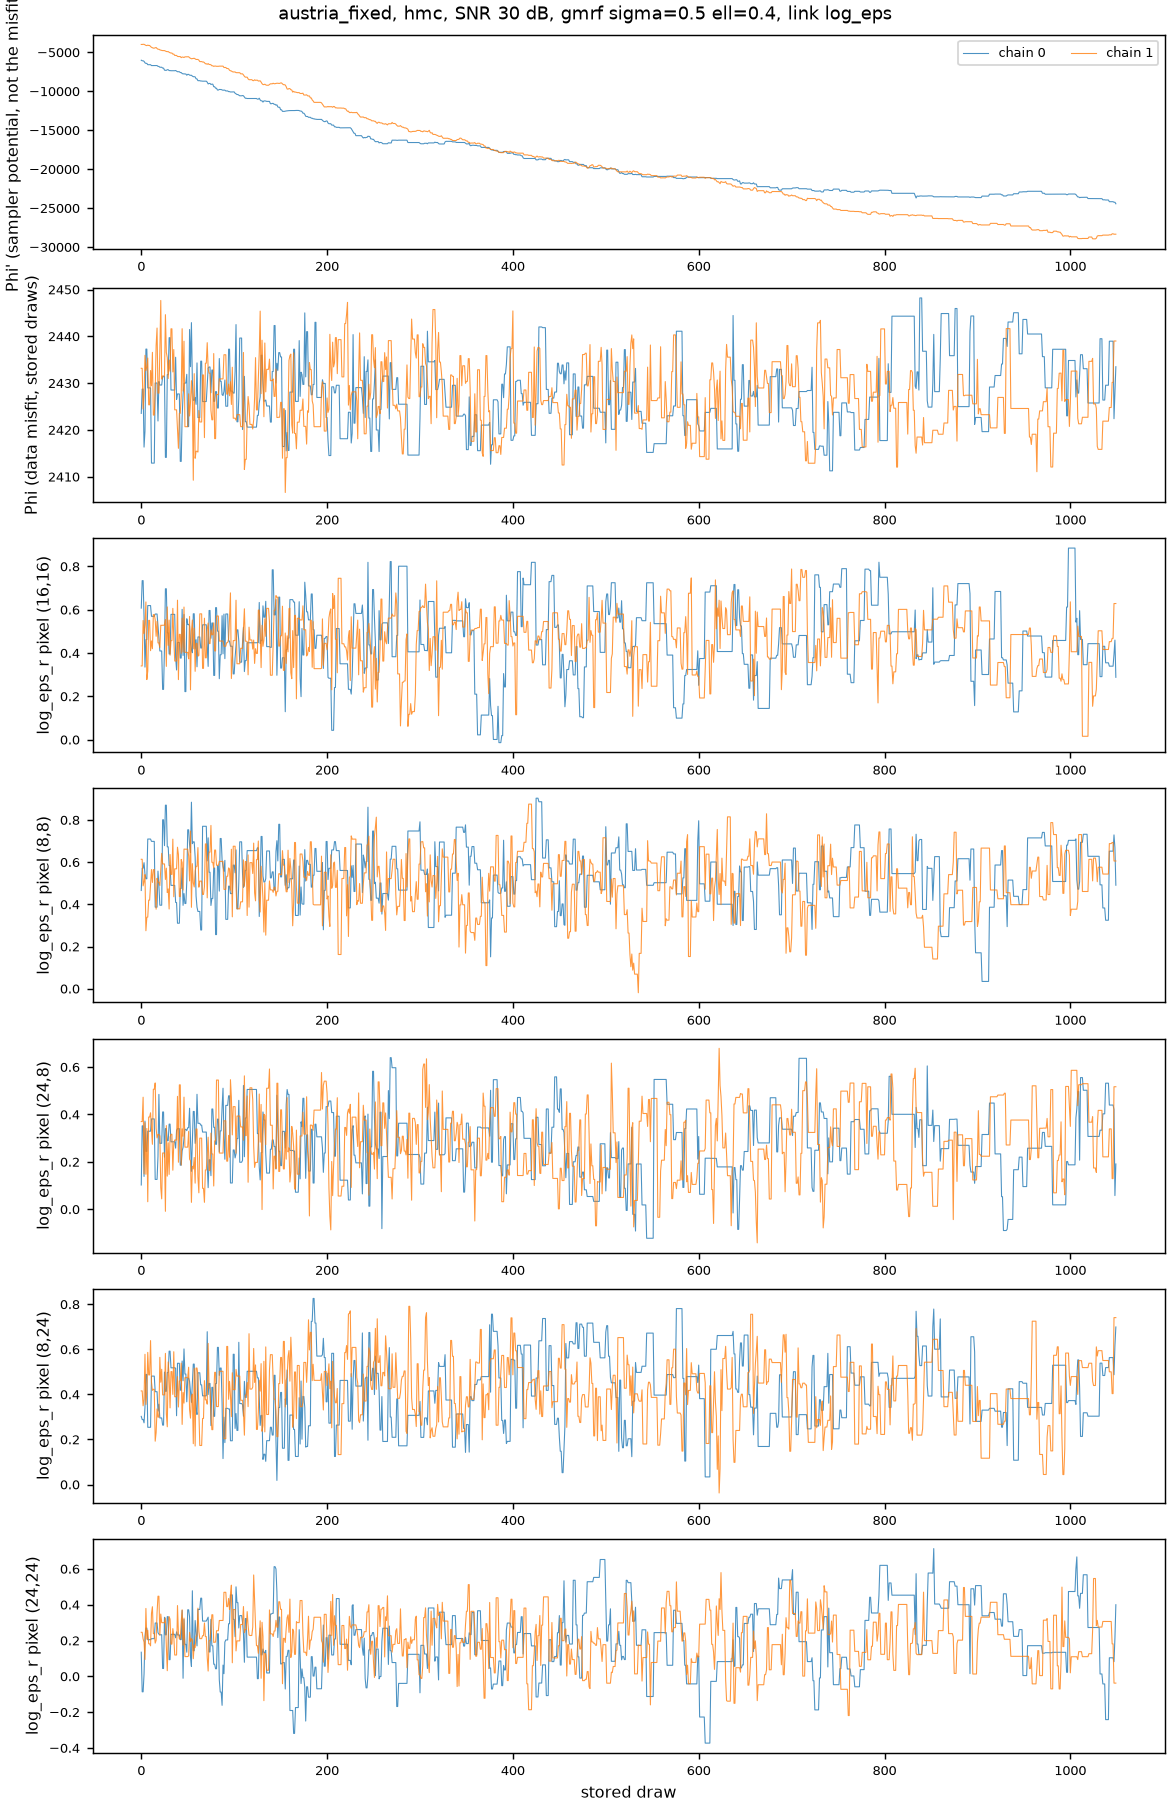 austria_fixed, hmc, SNR 30 dB, gmrf sigma=0.5 ell=0.4, link log_eps
Phi' (sampler potential, not the misfit
−5000
−10000
−15000
−20000
−25000
−30000
chain 0
chain 1
0 200 400 600 800 1000
Phi (data misfit, stored draws)
2450
2440
2430
2420
2410
0 200 400 600 800 1000
log_eps_r pixel (16,16)
0.8
0.6
0.4
0.2
0.0
0 200 400 600 800 1000
log_eps_r pixel (8,8)
0.8
0.6
0.4
0.2
0.0
0 200 400 600 800 1000
log_eps_r pixel (24,8)
0.6
0.4
0.2
0.0
0 200 400 600 800 1000
log_eps_r pixel (8,24)
0.8
0.6
0.4
0.2
0.0
0 200 400 600 800 1000
log_eps_r pixel (24,24)
0.6
0.4
0.2
0.0
−0.2
−0.4
0 200 400 600 800 1000
stored draw